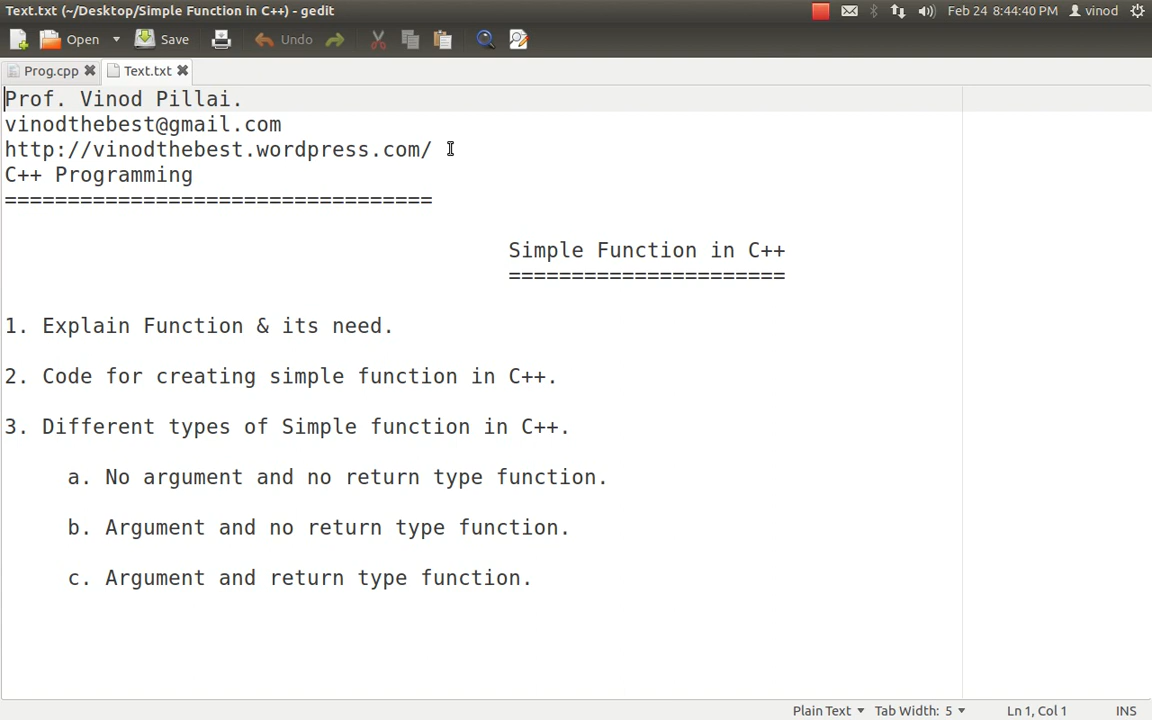 Text.txt (~/Desktop/Simple Function in C++) - gedit
Feb 24 8:44:40 PM vinod
Open Save Undo
Prog.cpp Text.txt
Prof. Vinod Pillai.
vinodthebest@gmail.com
http://vinodthebest.wordpress.com/
C++ Programming
==================================
Simple Function in C++
======================
1. Explain Function & its need.
2. Code for creating simple function in C++.
3. Different types of Simple function in C++.
a. No argument and no return type function.
b. Argument and no return type function.
c. Argument and return type function.
Plain Text Tab Width: 5 Ln 1, Col 1 INS